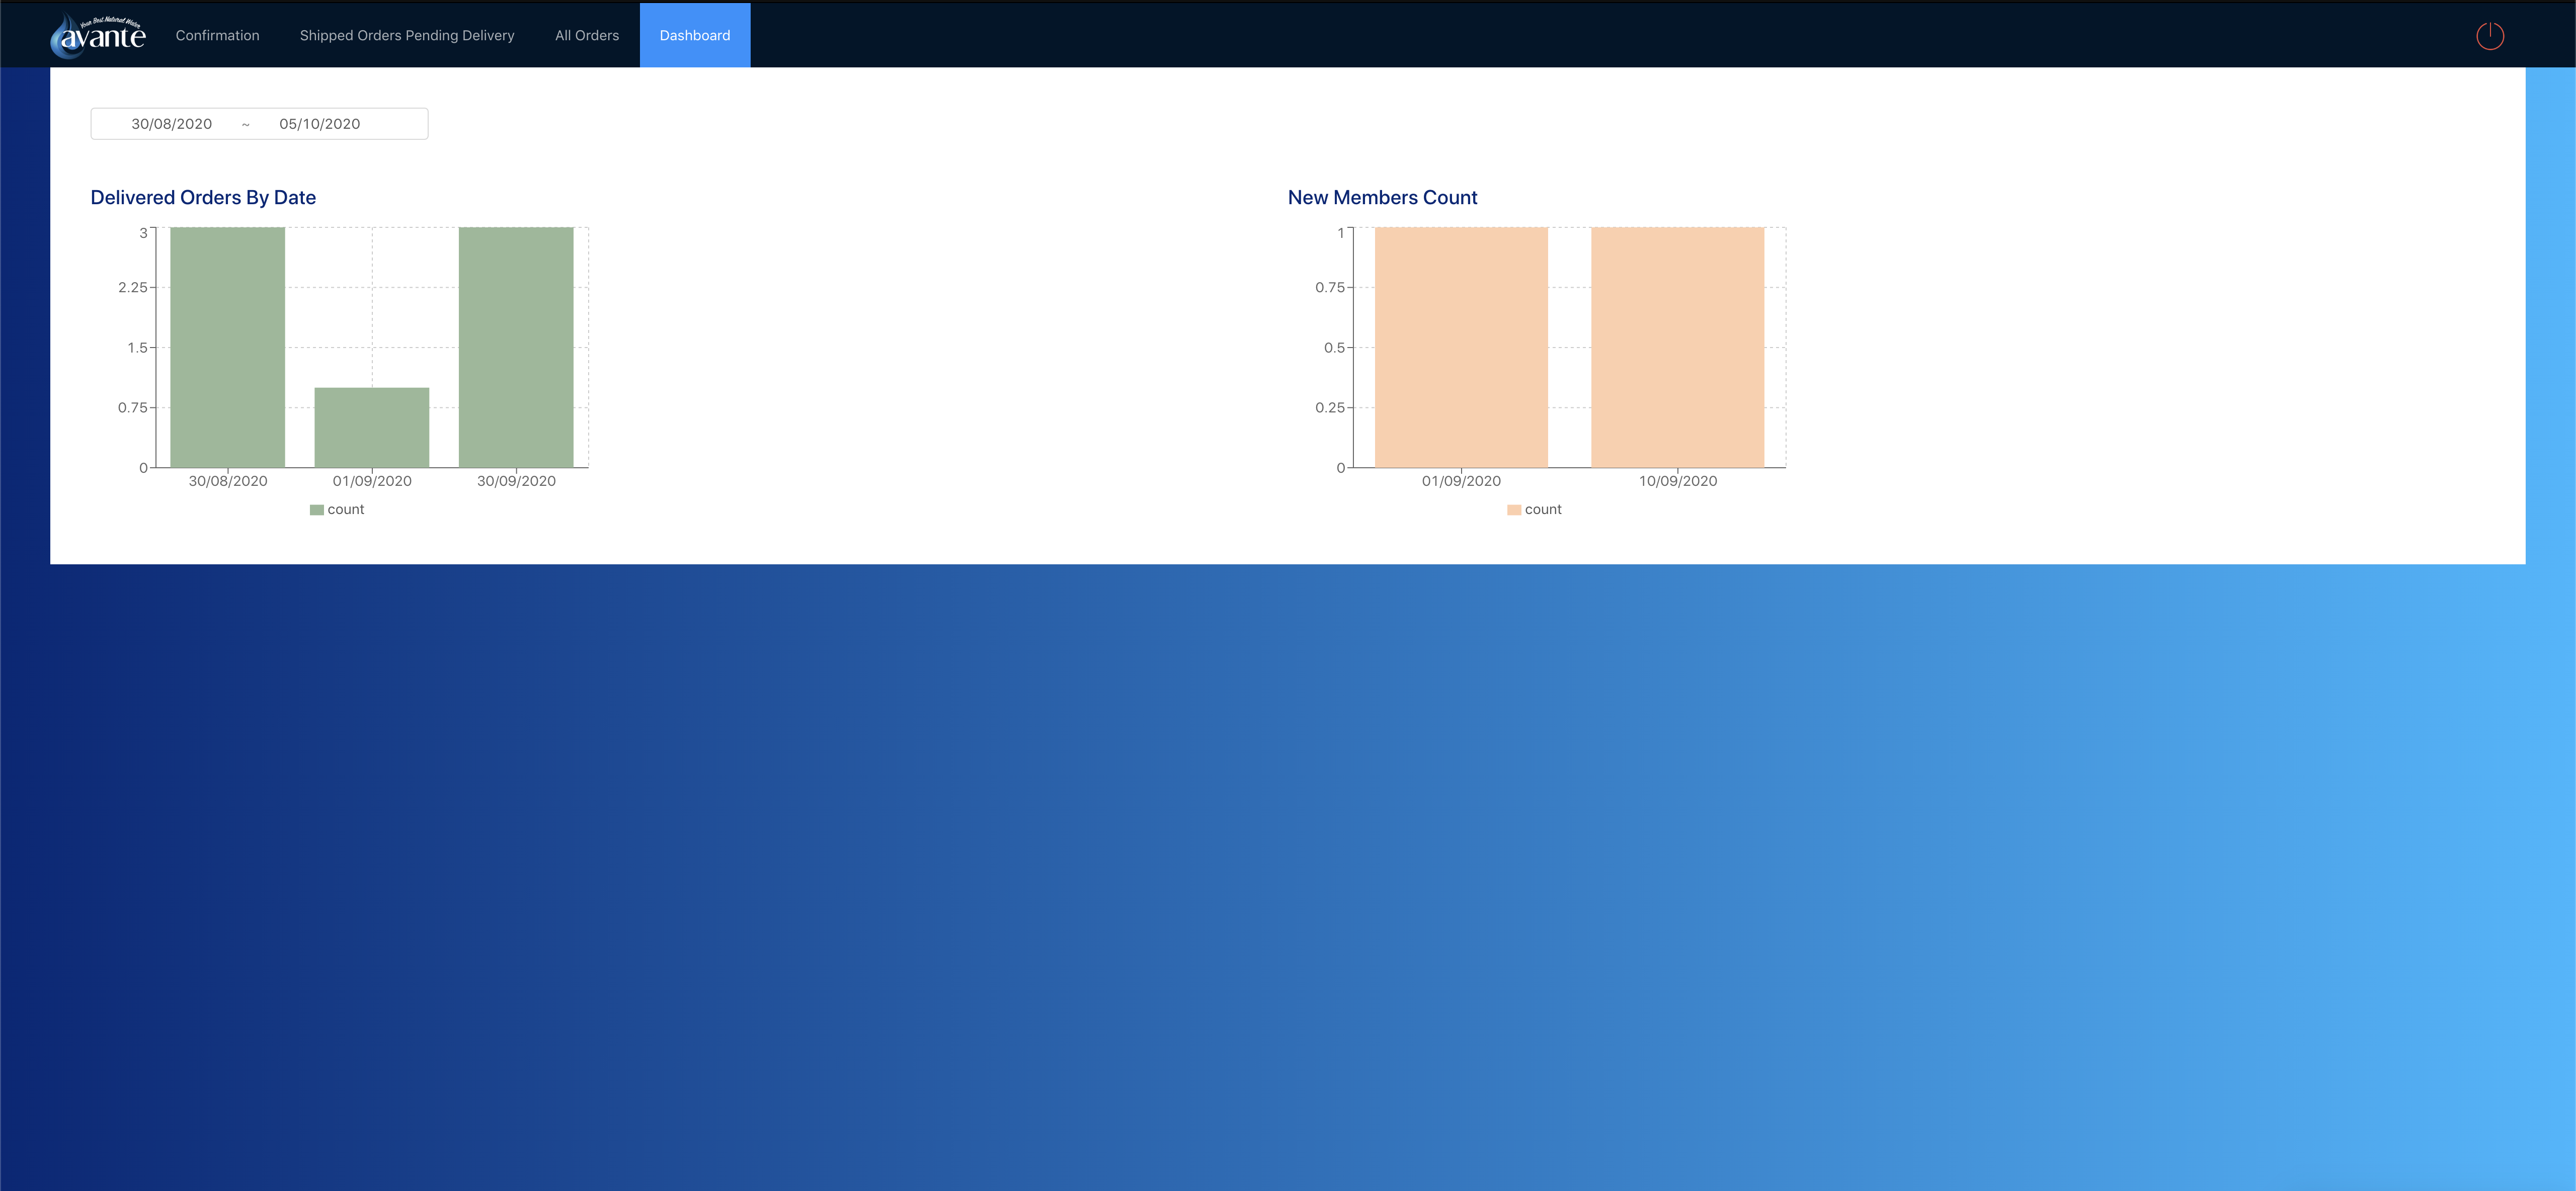 Your Best Natural Water
avante
Confirmation
Shipped Orders Pending Delivery
All Orders
Dashboard
30/08/2020 ~ 05/10/2020
Delivered Orders By Date
3
2.25
1.5
0.75
0
30/08/2020 01/09/2020 30/09/2020
count
New Members Count
1
0.75
0.5
0.25
0
01/09/2020 10/09/2020
count